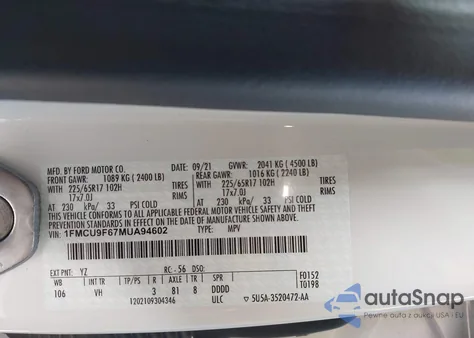 MFD. BY FORD MOTOR CO. 09/21 GVWR: 2041 KG (4500 LB)
FRONT GAWR: 1089 KG (2400 LB) REAR GAWR: 1016 KG (2240 LB)
WITH WITH
225/65R17 102H TIRES 225/65R17 102H TIRES
17x7.0J RIMS 17x7.0J RIMS
AT 230 kPa/ 33 PSI COLD AT 230 kPa/ 33 PSI COLD
THIS VEHICLE CONFORMS TO ALL APPLICABLE FEDERAL MOTOR VEHICLE SAFETY AND THEFT
PREVENTION STANDARDS IN EFFECT ON THE DATE OF MANUFACTURE SHOWN ABOVE.
VIN: 1FMCU9F67MUA94602 TYPE: MPV
EXT PNT: YZ RC: 56 DSO: F0152
WB INT TR TP/PS R AXLE TR SPR T0198
106 VH 3 81 8 DDDD
1202109304346 ULC ▽ 5U5A-3520472-AA
autoSnap
POWERED BY STATVIN